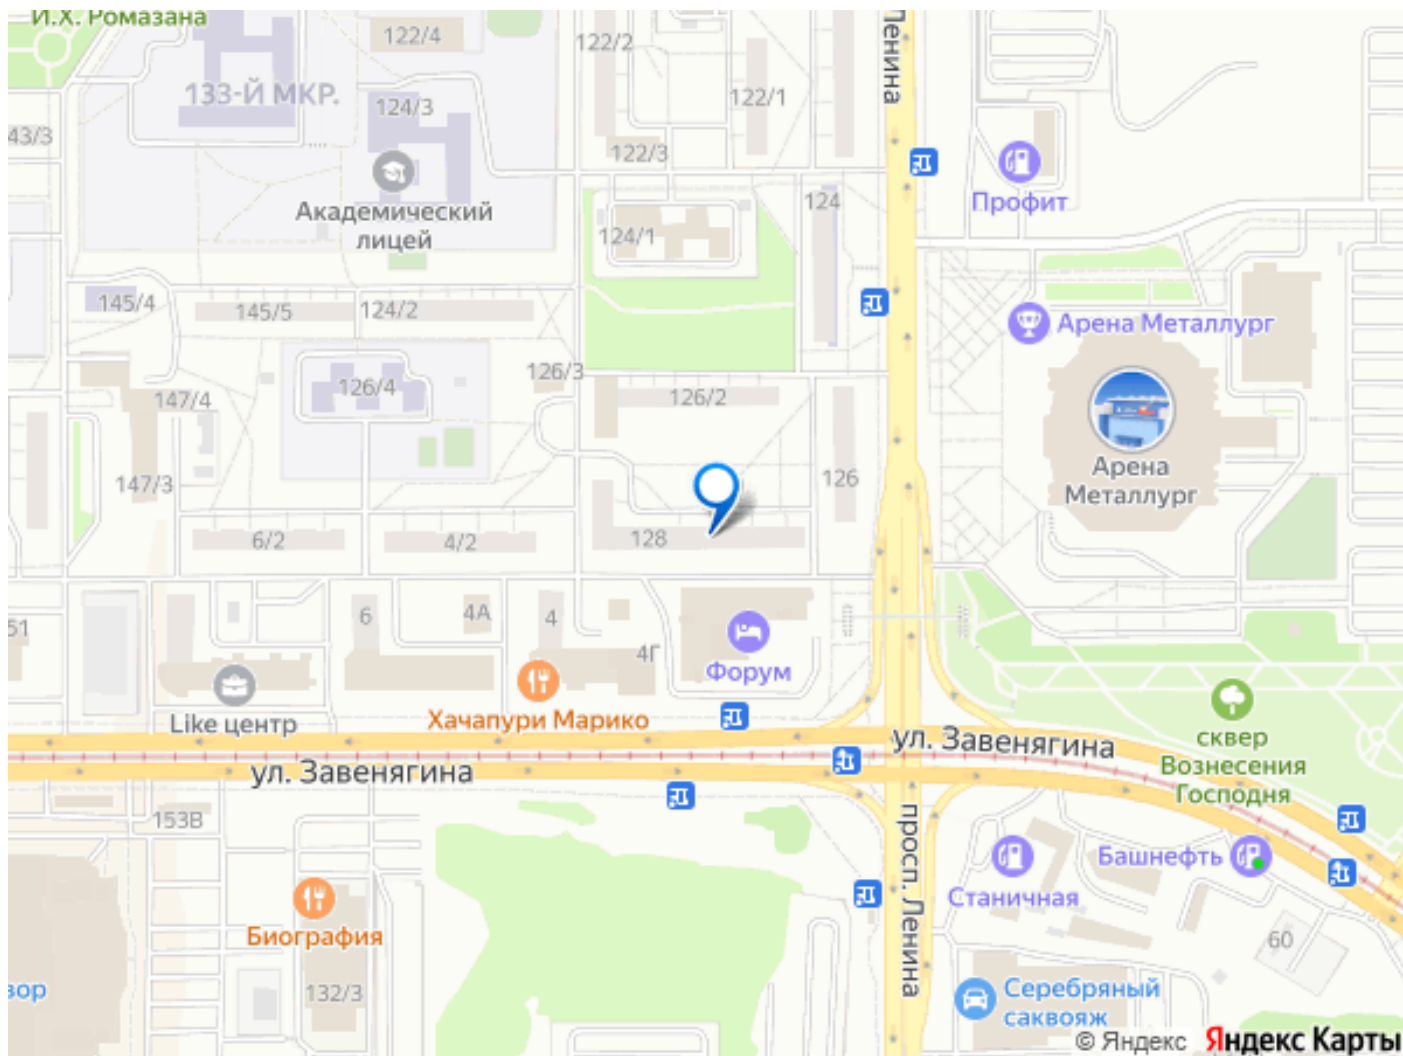 И.Х. Ромазана
122/4
122/2
Ленина
133-Й МКР.
124/3
122/1
43/3
122/3
Профит
Академический
лицей
124
124/1
145/4
145/5
124/2
Арена Металлург
126/4
126/3
126/2
147/4
Арена
Металлург
147/3
126
6/2
4/2
128
6
4А
4
51
4Г
Форум
Like центр
Хачапури Марико
ул. Завенягина
сквер
Вознесения
Господня
ул. Завенягина
153В
просп. Ленина
Башнефть
Станичная
Биография
60
зор
132/3
Серебряный
саквояж
© Яндекс Яндекс Карты